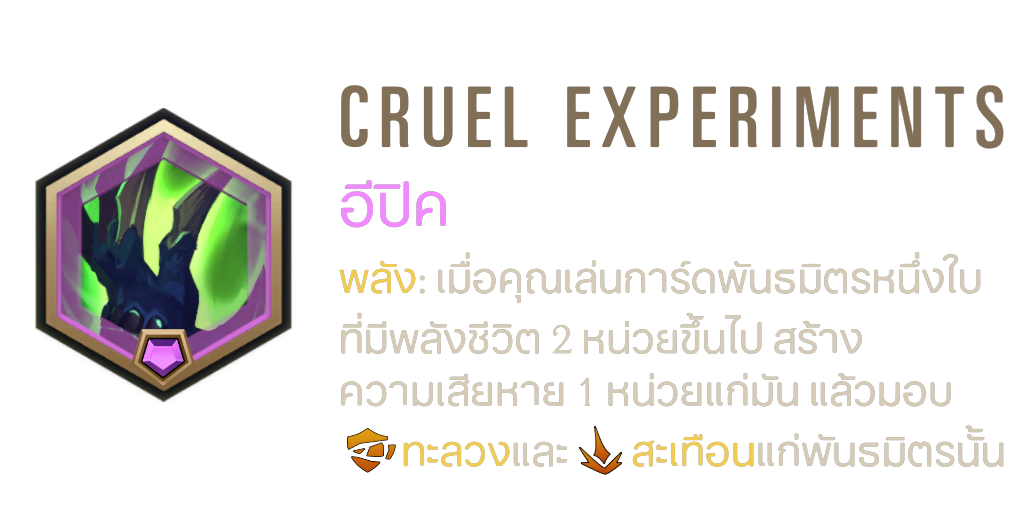 CRUEL EXPERIMENTS
อีปิค
พลัง: เมื่อคุณเล่นการ์ดพันธมิตรหนึ่งใบ
ที่มีพลังชีวิต 2 หน่วยขึ้นไป สร้าง
ความเสียหาย 1 หน่วยแก่มัน แล้วมอบ
ทะลวงและ สะเทือนแก่พันธมิตรนั้น